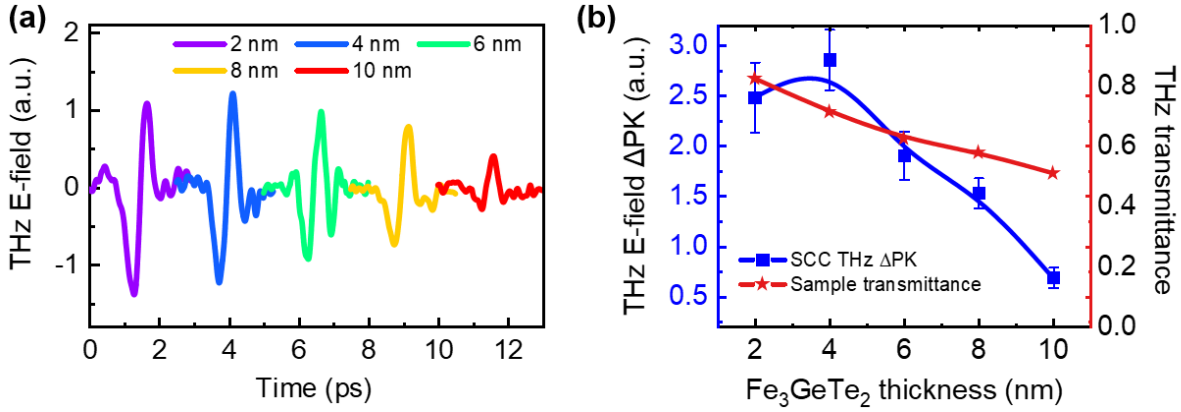 (a)
THz E-field (a.u.)
2
1
0
-1
2 nm 4 nm 6 nm
8 nm 10 nm
0 2 4 6 8 10 12
Time (ps)
(b)
THz E-field ΔPK (a.u.)
3.0
2.5
2.0
1.5
1.0
0.5
SCC THz ΔPK
Sample transmittance
2 4 6 8 10
Fe₃GeTe₂ thickness (nm)
1.0
0.8
0.6
0.4
0.2
0.0
THz transmittance